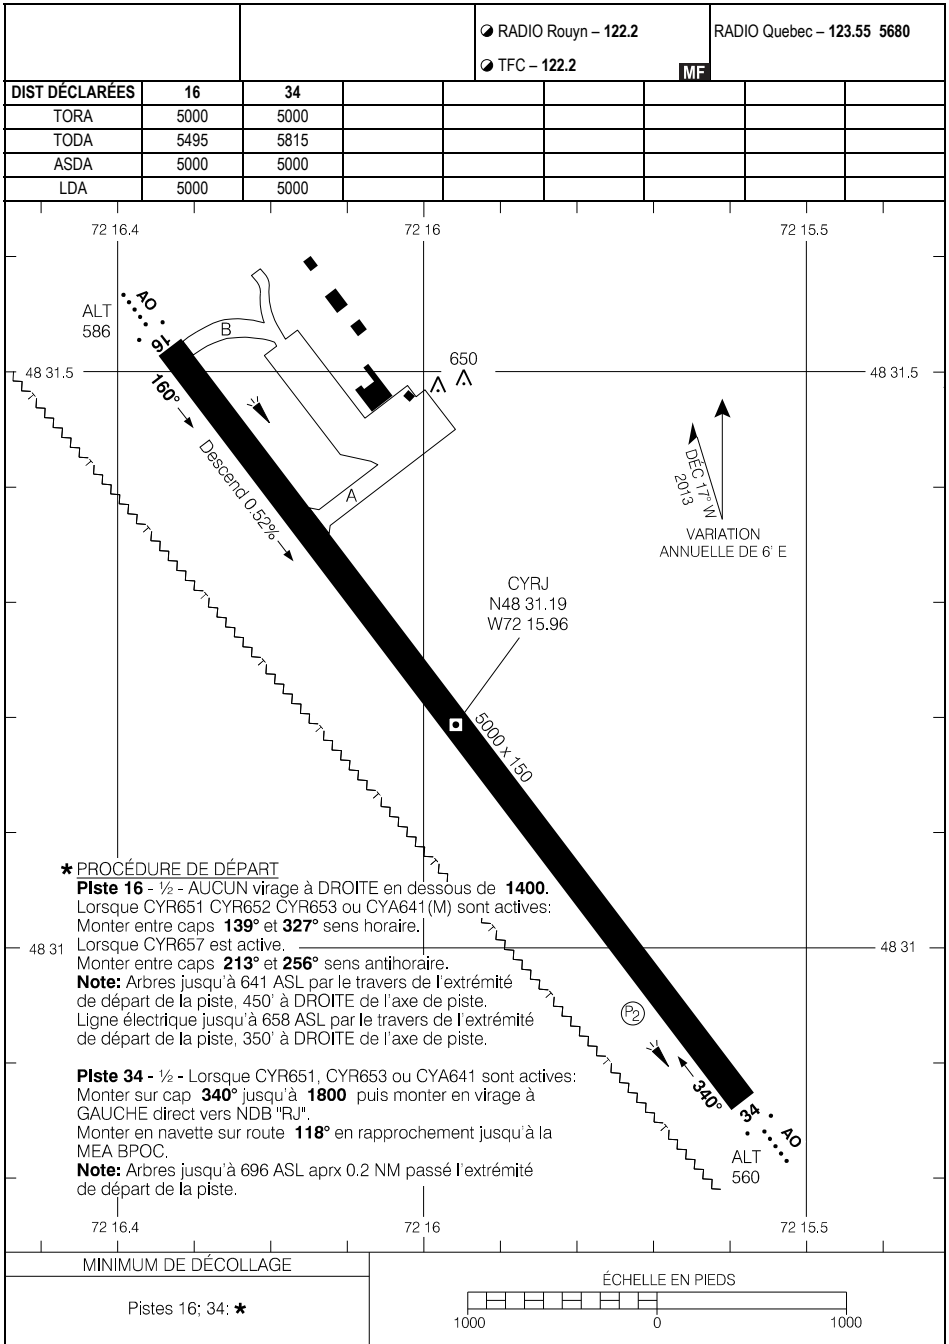 RADIO Rouyn – 122.2
TFC – 122.2
MF
RADIO Quebec – 123.55 5680
DIST DÉCLARÉES 16 34
TORA 5000 5000
TODA 5495 5815
ASDA 5000 5000
LDA 5000 5000
72 16.4 72 16 72 15.5
ALT
586
AO
16
B
650
48 31.5 48 31.5
160°
Descend 0.52%
A
DÉC 17° W
2013
VARIATION
ANNUELLE DE 6' E
CYRJ
N48 31.19
W72 15.96
5000 x 150
* PROCÉDURE DE DÉPART
Piste 16 - ½ - AUCUN virage à DROITE en dessous de 1400.
Lorsque CYR651 CYR652 CYR653 ou CYA641(M) sont actives:
Monter entre caps 139° et 327° sens horaire.
Lorsque CYR657 est active.
Monter entre caps 213° et 256° sens antihoraire.
Note: Arbres jusqu'à 641 ASL par le travers de l'extrémité
de départ de la piste, 450' à DROITE de l'axe de piste.
Ligne électrique jusqu'à 658 ASL par le travers de l'extrémité
de départ de la piste, 350' à DROITE de l'axe de piste.
48 31 48 31
Piste 34 - ½ - Lorsque CYR651, CYR653 ou CYA641 sont actives:
Monter sur cap 340° jusqu'à 1800 puis monter en virage à
GAUCHE direct vers NDB "RJ".
Monter en navette sur route 118° en rapprochement jusqu'à la
MEA BPOC.
Note: Arbres jusqu'à 696 ASL aprx 0.2 NM passé l'extrémité
de départ de la piste.
P2
340°
34
AO
ALT
560
72 16.4 72 16 72 15.5
MINIMUM DE DÉCOLLAGE
Pistes 16; 34: *
ÉCHELLE EN PIEDS
1000 0 1000